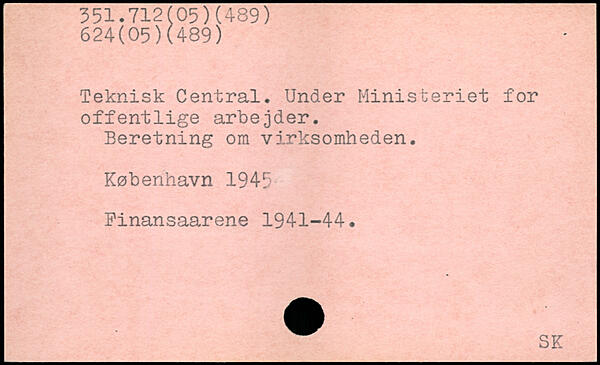 351.712(05)(489)
624(05)(489)
Teknisk Central. Under Ministeriet for
offentlige arbejder.
Beretning om virksomheden.
København 1945-
Finansaarene 1941-44.
SK